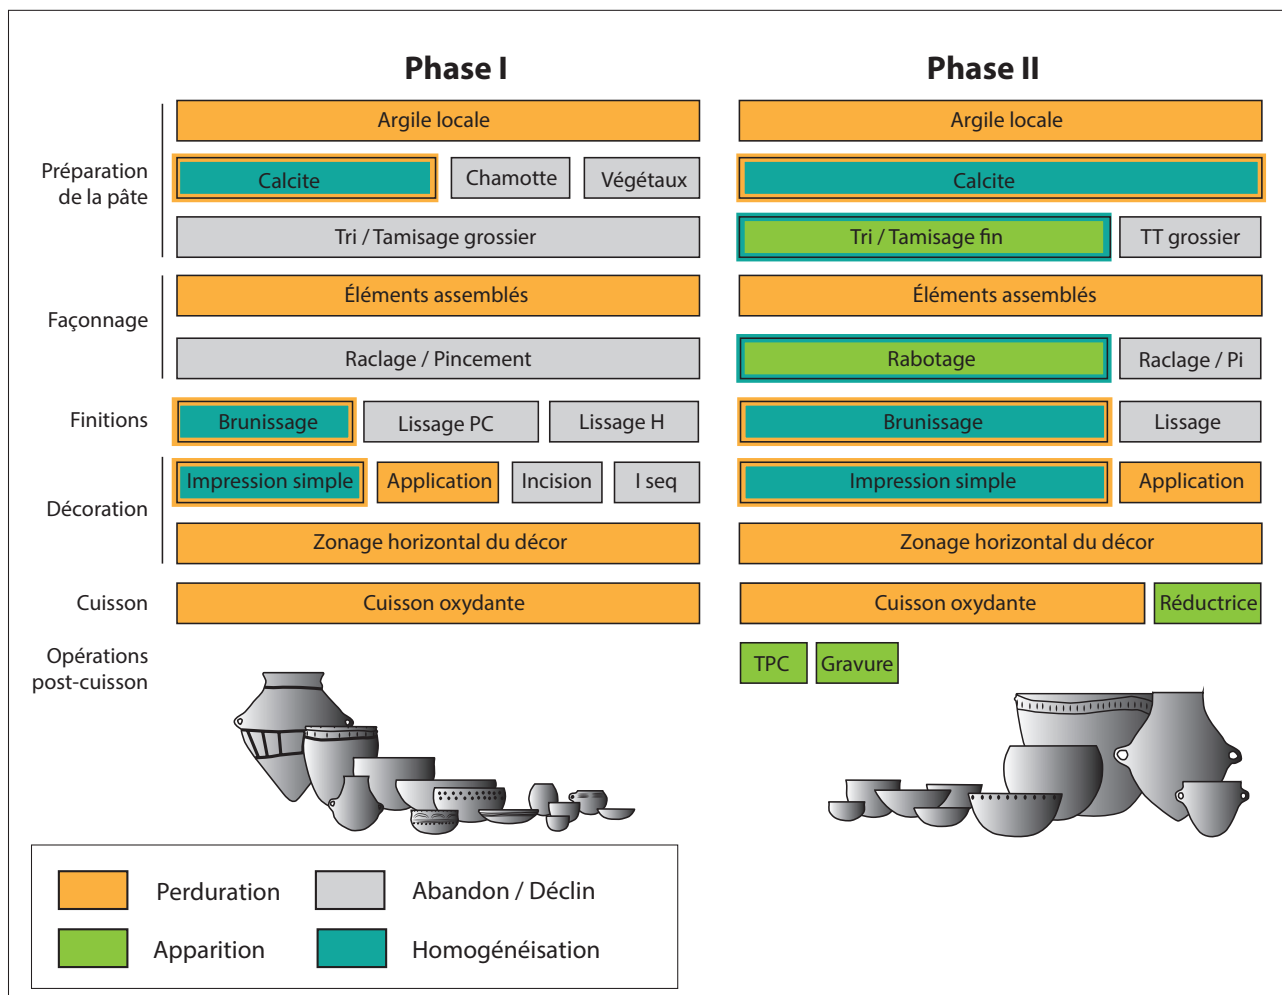 Phase I
Phase II
Préparation
de la pâte
Argile locale
Argile locale
Calcite
Chamotte
Végétaux
Calcite
Tri / Tamisage grossier
Tri / Tamisage fin
TT grossier
Façonnage
Éléments assemblés
Éléments assemblés
Raclage / Pincement
Rabotage
Raclage / Pi
Finitions
Brunissage
Lissage PC
Lissage H
Brunissage
Lissage
Décoration
Impression simple
Application
Incision
I seq
Impression simple
Application
Zonage horizontal du décor
Zonage horizontal du décor
Cuisson
Cuisson oxydante
Cuisson oxydante
Réductrice
Opérations
post-cuisson
TPC
Gravure
Perduration
Abandon / Déclin
Apparition
Homogénéisation